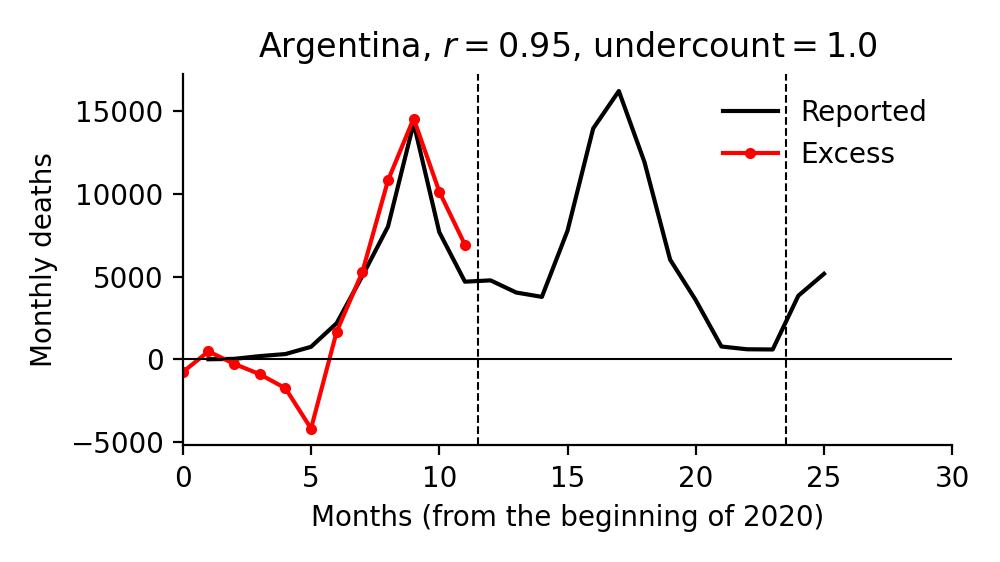 Argentina, r = 0.95, undercount = 1.0
15000
10000
5000
0
−5000
Monthly deaths
Reported
Excess
0 5 10 15 20 25 30
Months (from the beginning of 2020)